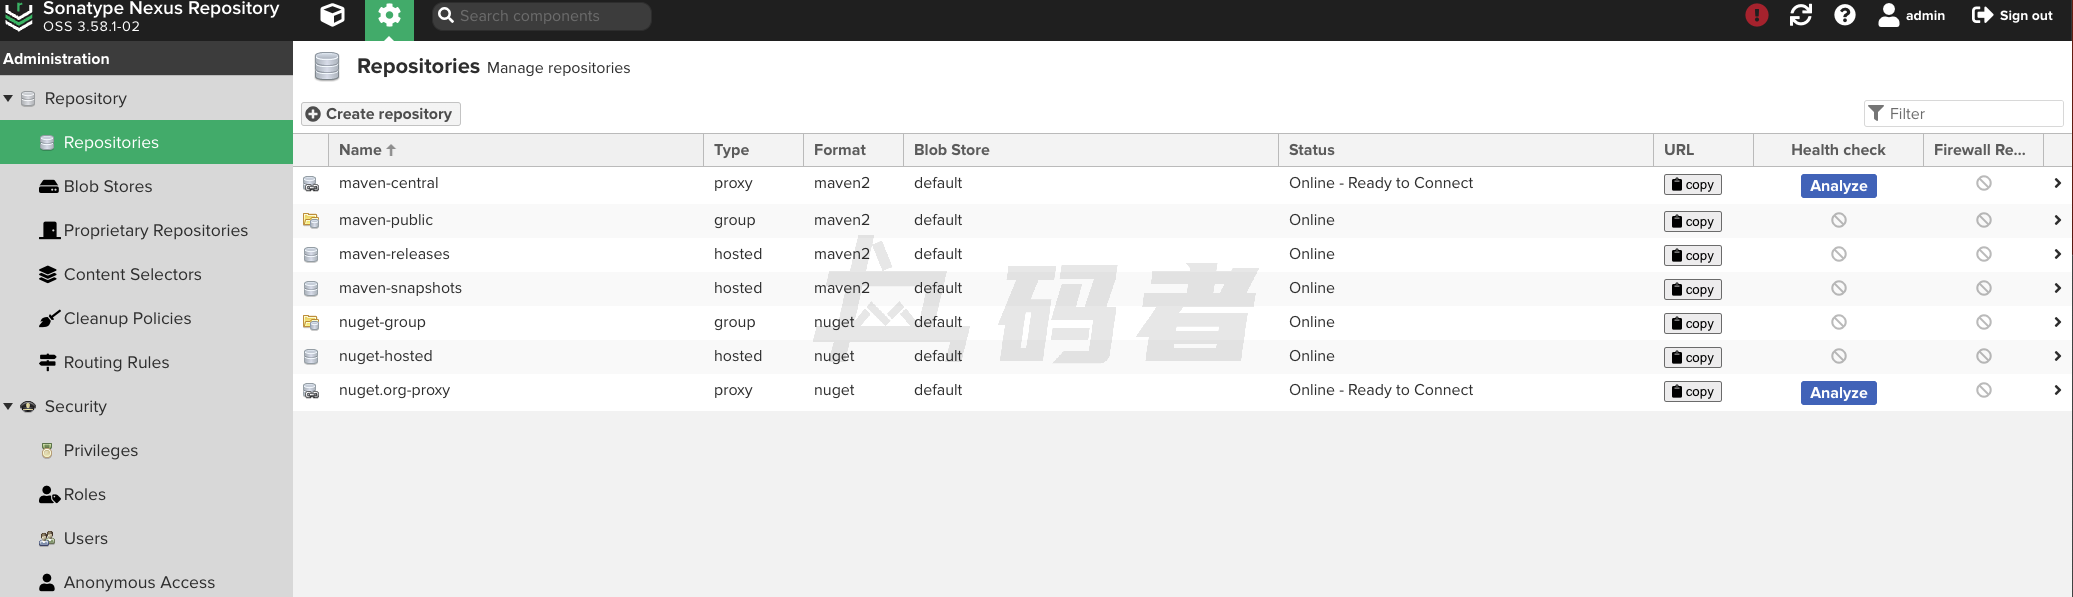 Sonatype Nexus Repository
OSS 3.58.1-02
Search components
admin
Sign out
Administration
Repository
Repositories
Blob Stores
Proprietary Repositories
Content Selectors
Cleanup Policies
Routing Rules
Security
Privileges
Roles
Users
Anonymous Access
Repositories Manage repositories
Create repository
Filter
Name Type Format Blob Store Status URL Health check Firewall Re...
maven-central proxy maven2 default Online - Ready to Connect copy Analyze
maven-public group maven2 default Online copy
maven-releases hosted maven2 default Online copy
maven-snapshots hosted maven2 default Online copy
nuget-group group nuget default Online copy
nuget-hosted hosted nuget default Online copy
nuget.org-proxy proxy nuget default Online - Ready to Connect copy Analyze
码者